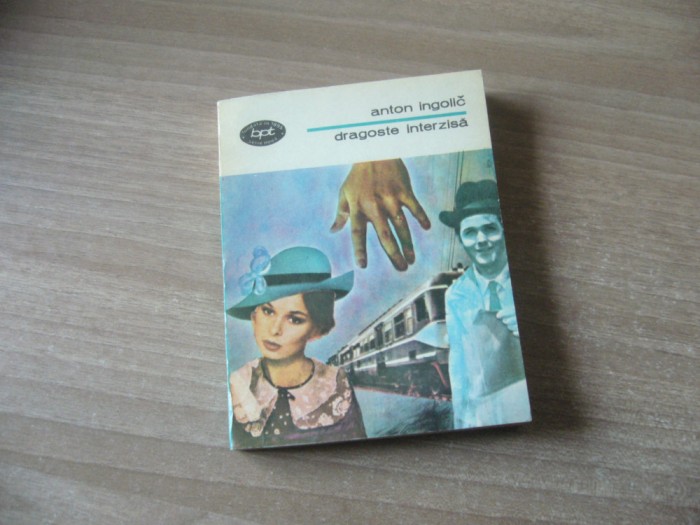 anton ingolič
dragoste interzisă
bpt